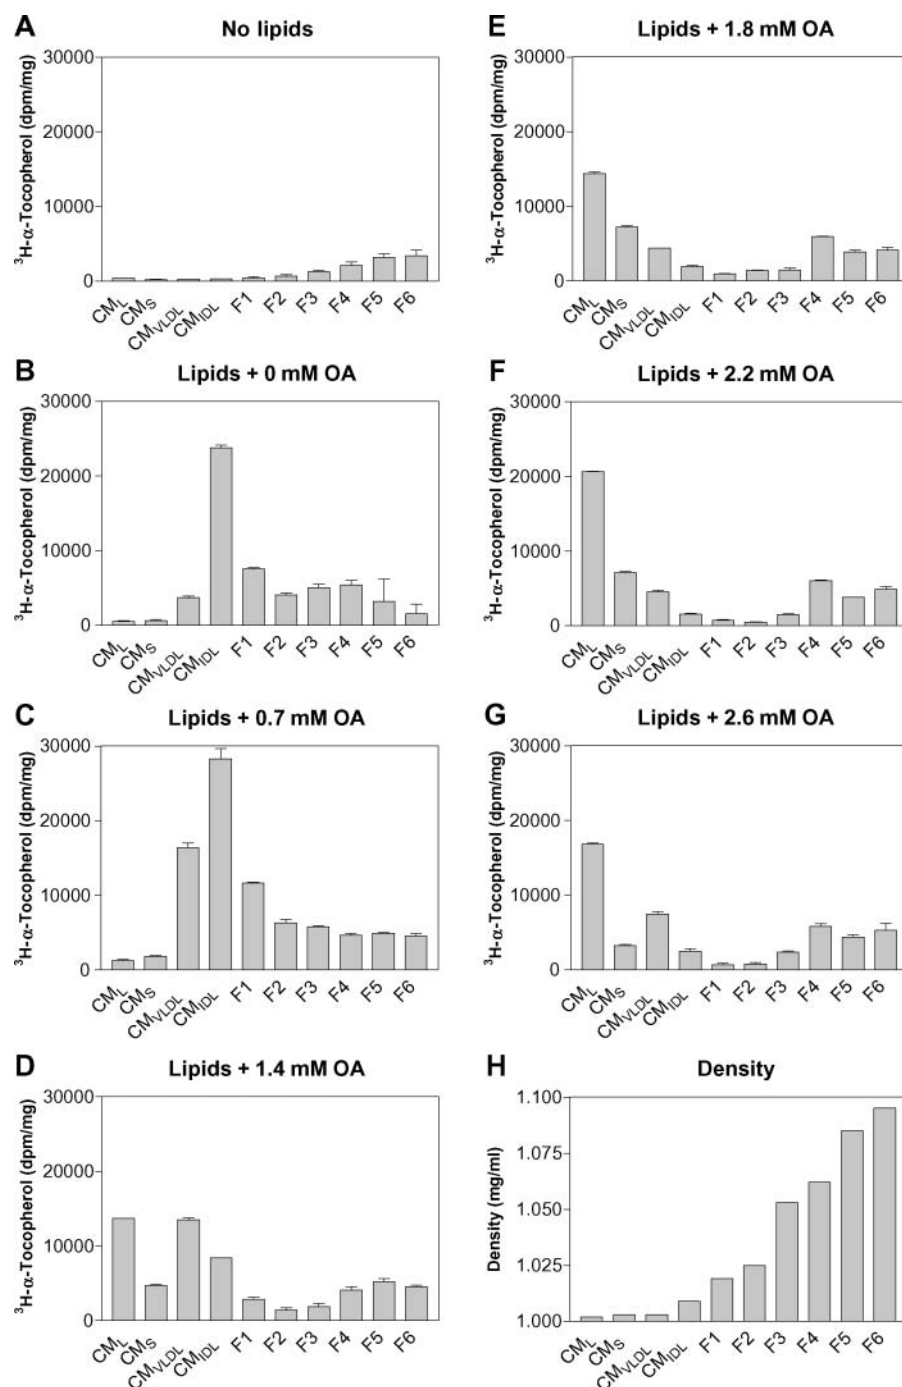 A No lipids
³H-α-Tocopherol (dpm/mg)
30000
20000
10000
0
CM_L CM_S CM_VLDL CM_IDL F1 F2 F3 F4 F5 F6
B Lipids + 0 mM OA
³H-α-Tocopherol (dpm/mg)
30000
20000
10000
0
CM_L CM_S CM_VLDL CM_IDL F1 F2 F3 F4 F5 F6
C Lipids + 0.7 mM OA
³H-α-Tocopherol (dpm/mg)
30000
20000
10000
0
CM_L CM_S CM_VLDL CM_IDL F1 F2 F3 F4 F5 F6
D Lipids + 1.4 mM OA
³H-α-Tocopherol (dpm/mg)
30000
20000
10000
0
CM_L CM_S CM_VLDL CM_IDL F1 F2 F3 F4 F5 F6
E Lipids + 1.8 mM OA
³H-α-Tocopherol (dpm/mg)
30000
20000
10000
0
CM_L CM_S CM_VLDL CM_IDL F1 F2 F3 F4 F5 F6
F Lipids + 2.2 mM OA
³H-α-Tocopherol (dpm/mg)
30000
20000
10000
0
CM_L CM_S CM_VLDL CM_IDL F1 F2 F3 F4 F5 F6
G Lipids + 2.6 mM OA
³H-α-Tocopherol (dpm/mg)
30000
20000
10000
0
CM_L CM_S CM_VLDL CM_IDL F1 F2 F3 F4 F5 F6
H Density
Density (mg/ml)
1.100
1.075
1.050
1.025
1.000
CM_L CM_S CM_VLDL CM_IDL F1 F2 F3 F4 F5 F6